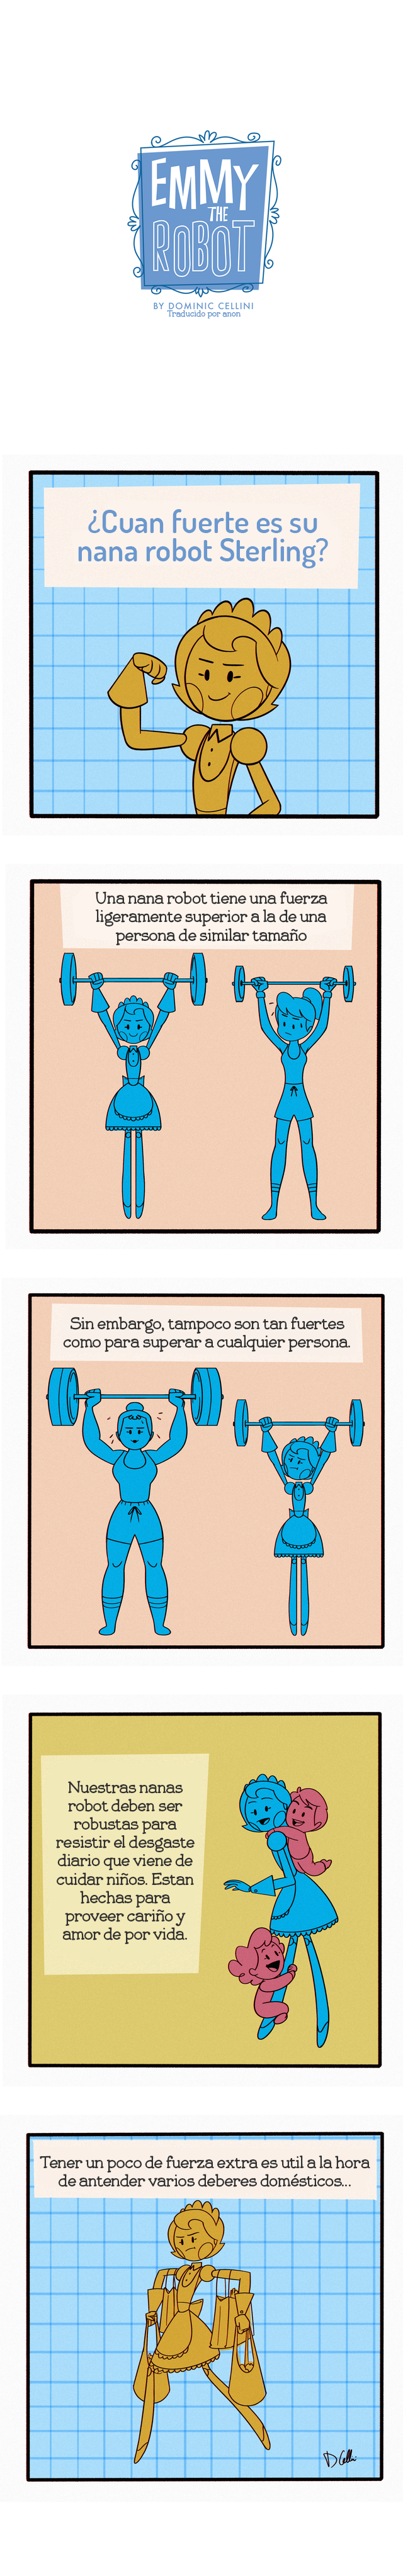 EMMY
THE
ROBOT
BY DOMINIC CELLINI
Traducido por anon
¿Cuan fuerte es su
nana robot Sterling?
Una nana robot tiene una fuerza
ligeramente superior a la de una
persona de similar tamaño
Sin embargo, tampoco son tan fuertes
como para superar a cualquier persona.
Nuestras nanas
robot deben ser
robustas para
resistir el desgaste
diario que viene de
cuidar niños. Estan
hechas para
proveer cariño y
amor de por vida.
Tener un poco de fuerza extra es util a la hora
de antender varios deberes domésticos...
D Celli